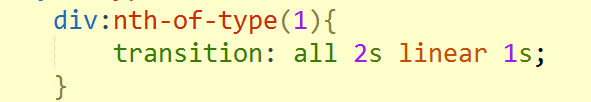 div:nth-of-type(1){
transition: all 2s linear 1s;
}